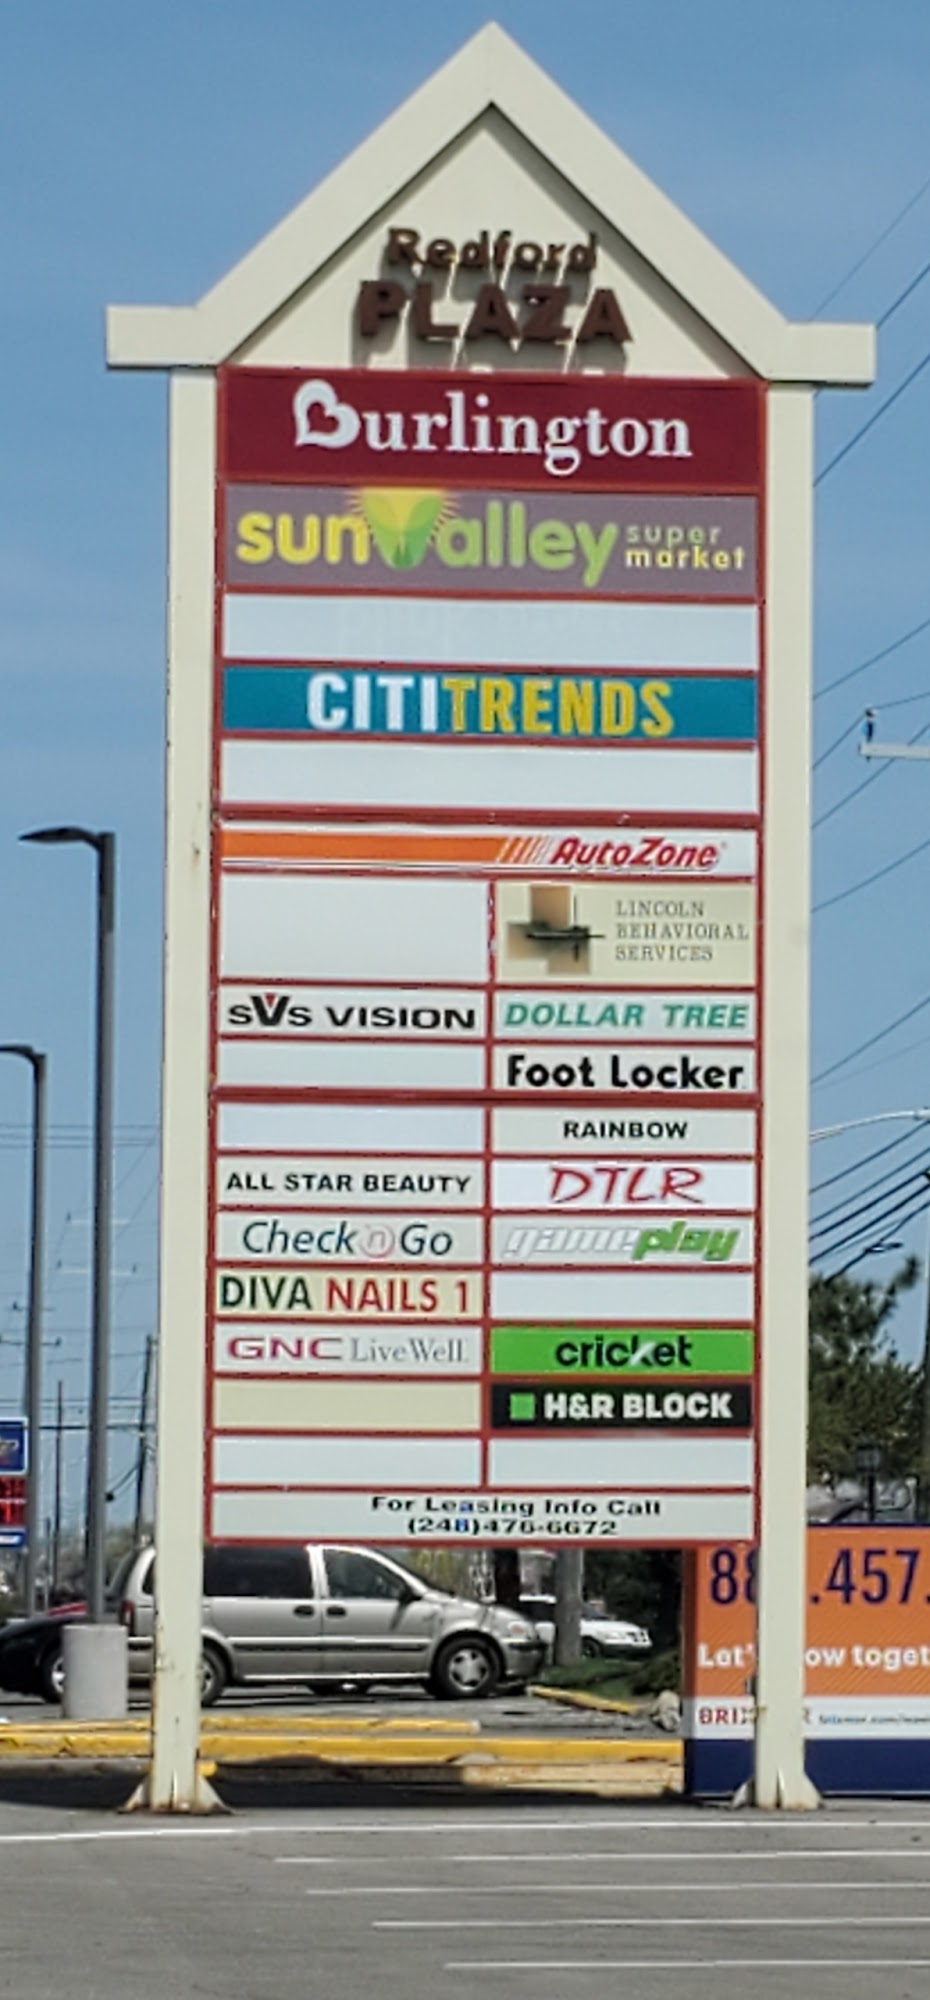 Redford
PLAZA
Burlington
sunValley super
market
CITITRENDS
AutoZone
LINCOLN
BEHAVIORAL
SERVICES
sVs VISION DOLLAR TREE
Foot Locker
RAINBOW
ALL STAR BEAUTY DTLR
Check n Go gameplay
DIVA NAILS 1
GNC LiveWell. cricket
H&R BLOCK
For Leasing Info Call
(248)476-6672
.457.